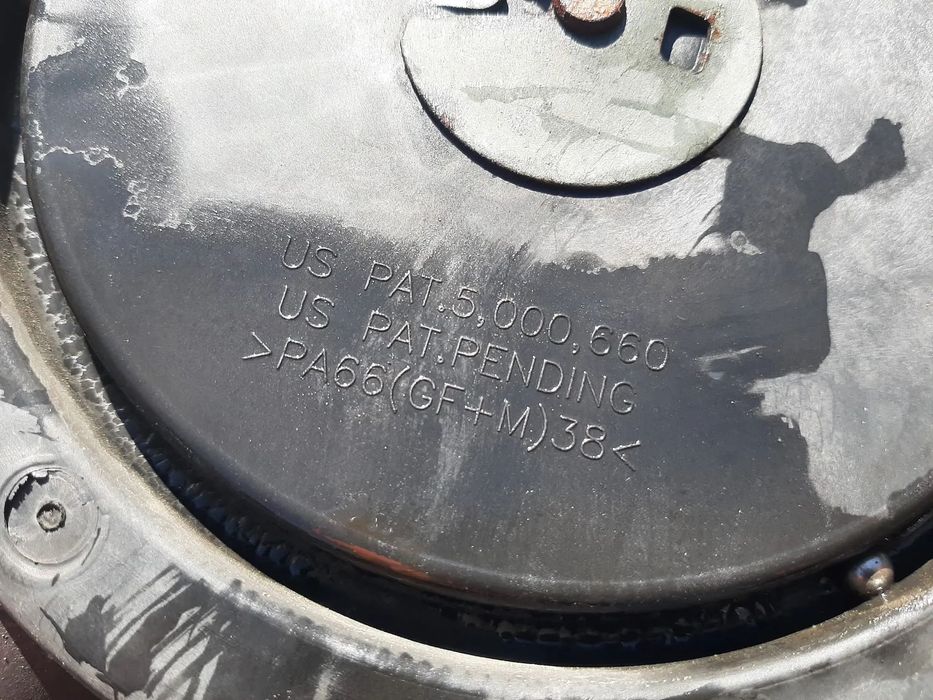 US PAT.5,000,660
US PAT.PENDING
>PA66(GF+M)38<